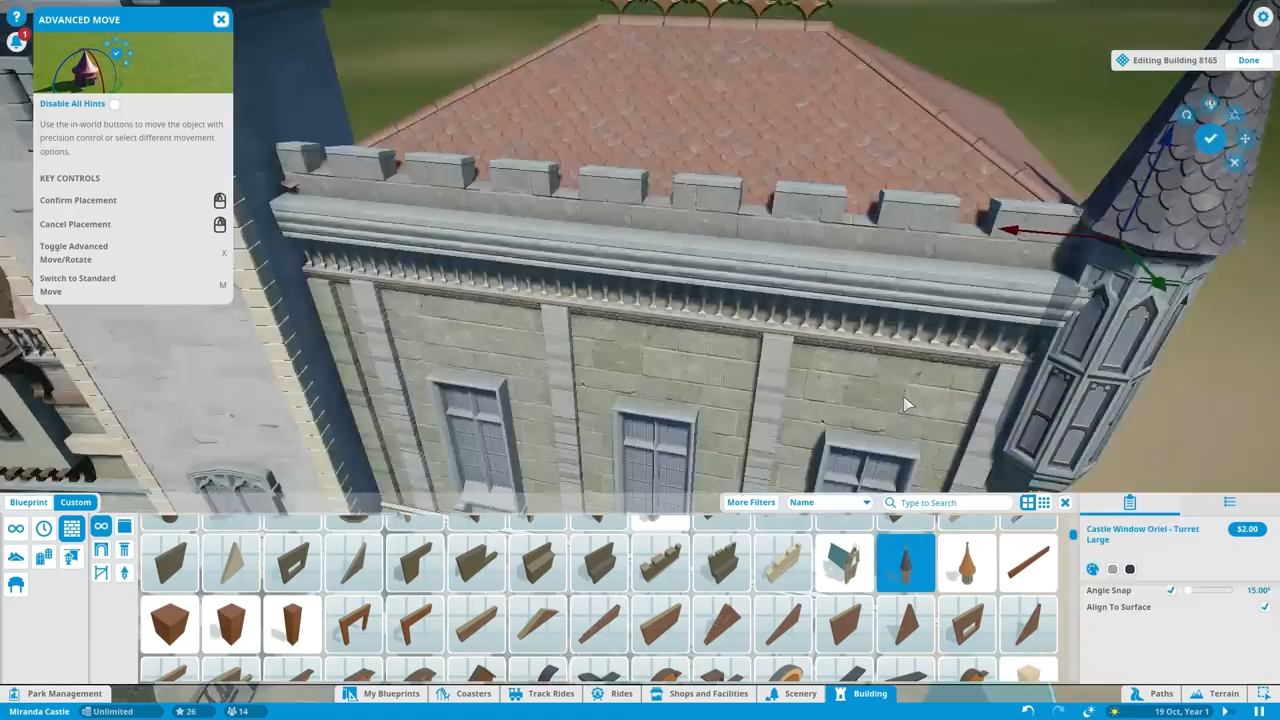 ?
1
ADVANCED MOVE
Disable All Hints
Use the in-world buttons to move the object with
precision control or select different movement
options.
KEY CONTROLS
Confirm Placement
Cancel Placement
Toggle Advanced
Move/Rotate
X
Switch to Standard
Move
M
Editing Building 8165
Done
Blueprint
Custom
More Filters
Name
Type to Search
Castle Window Oriel - Turret
Large
$2.00
Angle Snap
15.00°
Align To Surface
Park Management
My Blueprints
Coasters
Track Rides
Rides
Shops and Facilities
Scenery
Building
Paths
Terrain
Miranda Castle
Unlimited
26
14
19 Oct, Year 1